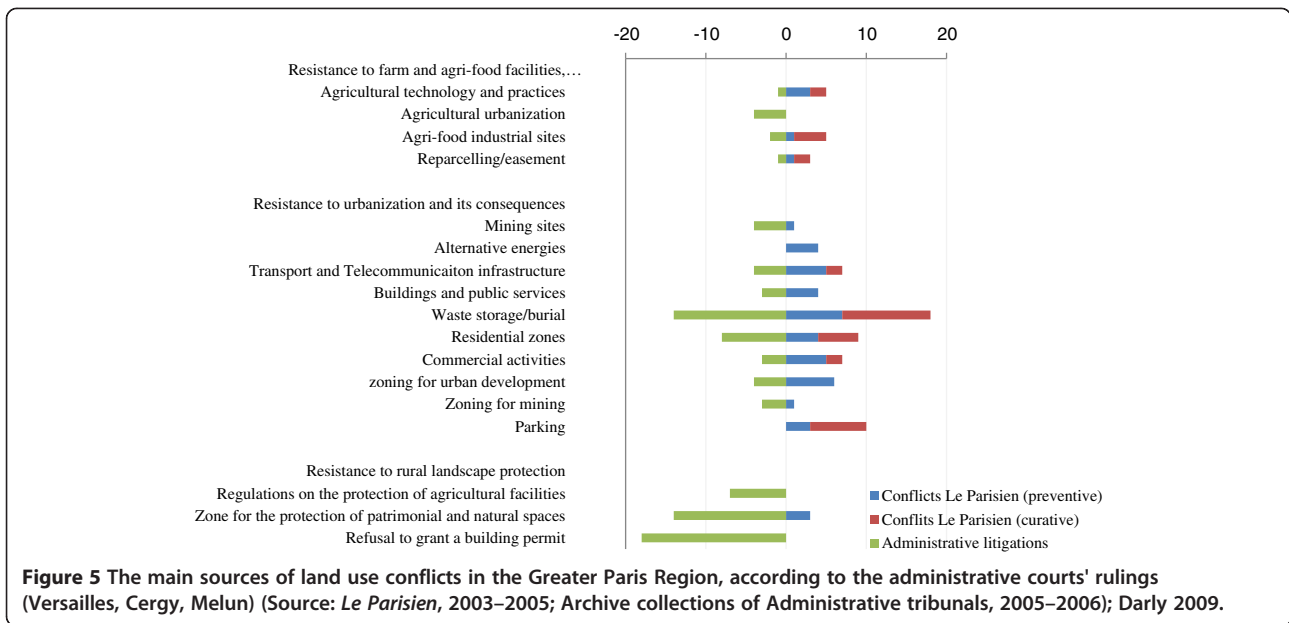 -20 -10 0 10 20
Resistance to farm and agri-food facilities,…
Agricultural technology and practices
Agricultural urbanization
Agri-food industrial sites
Reparcelling/easement
Resistance to urbanization and its consequences
Mining sites
Alternative energies
Transport and Telecommunicaiton infrastructure
Buildings and public services
Waste storage/burial
Residential zones
Commercial activities
zoning for urban development
Zoning for mining
Parking
Resistance to rural landscape protection
Regulations on the protection of agricultural facilities
Zone for the protection of patrimonial and natural spaces
Refusal to grant a building permit
Conflicts Le Parisien (preventive)
Conflits Le Parisien (curative)
Administrative litigations
Figure 5 The main sources of land use conflicts in the Greater Paris Region, according to the administrative courts' rulings
(Versailles, Cergy, Melun) (Source: Le Parisien, 2003–2005; Archive collections of Administrative tribunals, 2005–2006); Darly 2009.